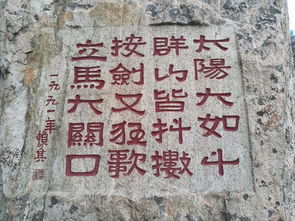 太陽大如斗
群山皆抖擻
按劍又狂歌
立馬大關口
一九九一年